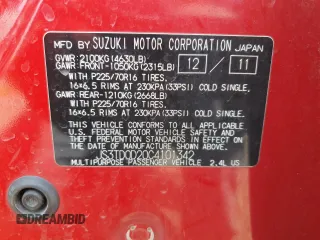 MFD BY SUZUKI MOTOR CORPORATION JAPAN
GVWR: 2100KG (4630LB)
GAWR FRONT-1050KG (2315LB) 12 / 11
WITH P225/70R16 TIRES,
16×6.5 RIMS AT 230KPA (33PSI) COLD SINGLE,
GAWR REAR-1210KG (2668LB)
WITH P225/70R16 TIRES,
16×6.5 RIMS AT 230KPA (33PSI) COLD SINGLE,
THIS VEHICLE CONFORMS TO ALL APPLICABLE
U.S. FEDERAL MOTOR VEHICLE SAFETY AND
THEFT PREVENTION STANDARDS IN EFFECT ON
THE DATE OF MANUFACTURE SHOWN ABOVE.
JS3TD0D20C4101342
MULTIPURPOSE PASSENGER VEHICLE 2.4L US
DREAMBID